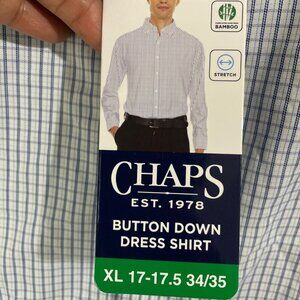 BAMBOO
STRETCH
CHAPS
EST. 1978
BUTTON DOWN
DRESS SHIRT
XL 17-17.5 34/35